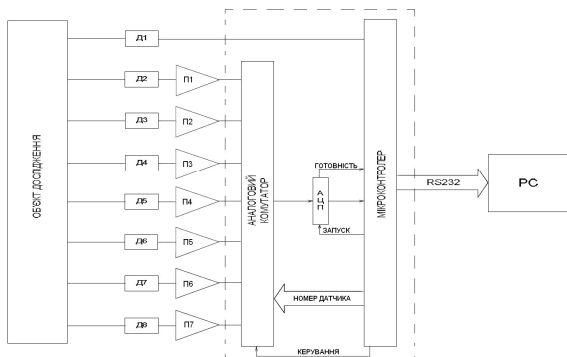 ОБ'ЄКТ ДОСЛІДЖЕННЯ
Д1
Д2
П1
Д3
П2
Д4
П3
Д5
П4
Д6
П5
Д7
П6
Д8
П7
АНАЛОГОВИЙ
КОМУТАТОР
ГОТОВНІСТЬ
АЦП
ЗАПУСК
НОМЕР ДАТЧИКА
КЕРУВАННЯ
МІКРОКОНТРОЛЕР
RS232
PC